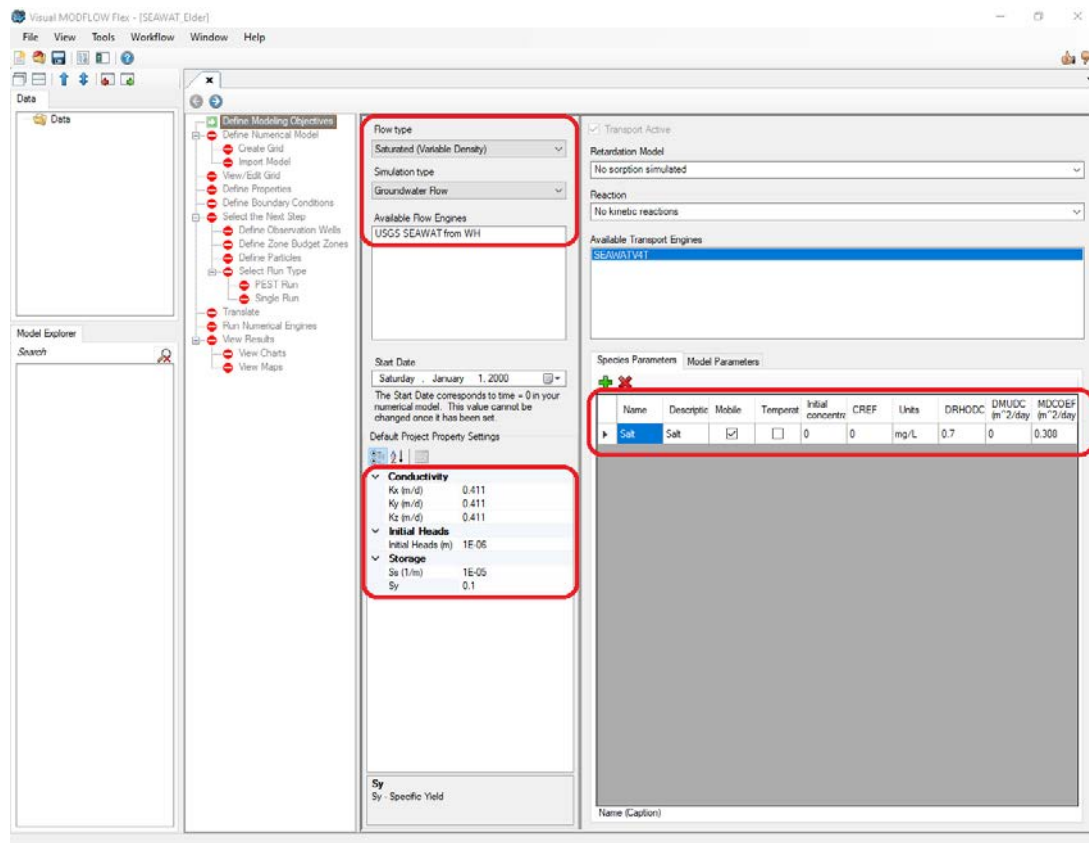 Visual MODFLOW Flex - [SEAWAT_Elder]
File View Tools Workflow Window Help
Data
Data
Model Explorer
Search
Define Modeling Objectives
Define Numerical Model
Create Grid
Import Model
View/Edit Grid
Define Properties
Define Boundary Conditions
Select the Next Step
Define Observation Wells
Define Zone Budget Zones
Define Particles
Select Run Type
PEST Run
Single Run
Translate
Run Numerical Engines
View Results
View Charts
View Maps
Flow type
Saturated (Variable Density)
Simulation type
Groundwater Flow
Available Flow Engines
USGS SEAWAT from WH
Start Date
Saturday , January 1, 2000
The Start Date corresponds to time = 0 in your
numerical model. This value cannot be
changed once it has been set.
Default Project Property Settings
Conductivity
Kx (m/d) 0.411
Ky (m/d) 0.411
Kz (m/d) 0.411
Initial Heads
Initial Heads (m) 1E-06
Storage
Ss (1/m) 1E-05
Sy 0.1
Sy
Sy - Specific Yield
Transport Active
Retardation Model
No sorption simulated
Reaction
No kinetic reactions
Available Transport Engines
SEAWATV4T
Species Parameters Model Parameters
Name Descriptic Mobile Temperat Initial concentra CREF Units DRHODC DMUDC (m^2/day MDCOEF (m^2/day
Salt Salt 0 0 mg/L 0.7 0 0.308
Name (Caption)